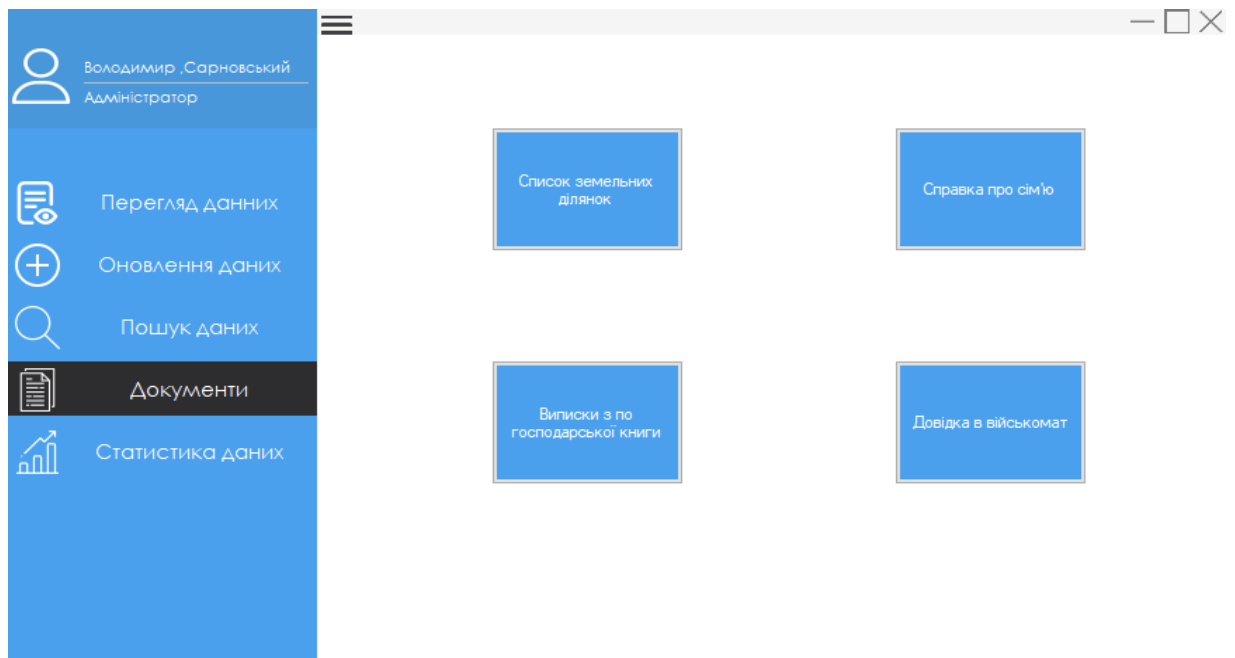 Володимир ,Сарновський
Адміністратор
Перегляд данних
Оновлення даних
Пошук даних
Документи
Статистика даних
Список земельних
ділянок
Справка про сім'ю
Виписки з по
господарської книги
Довідка в військомат